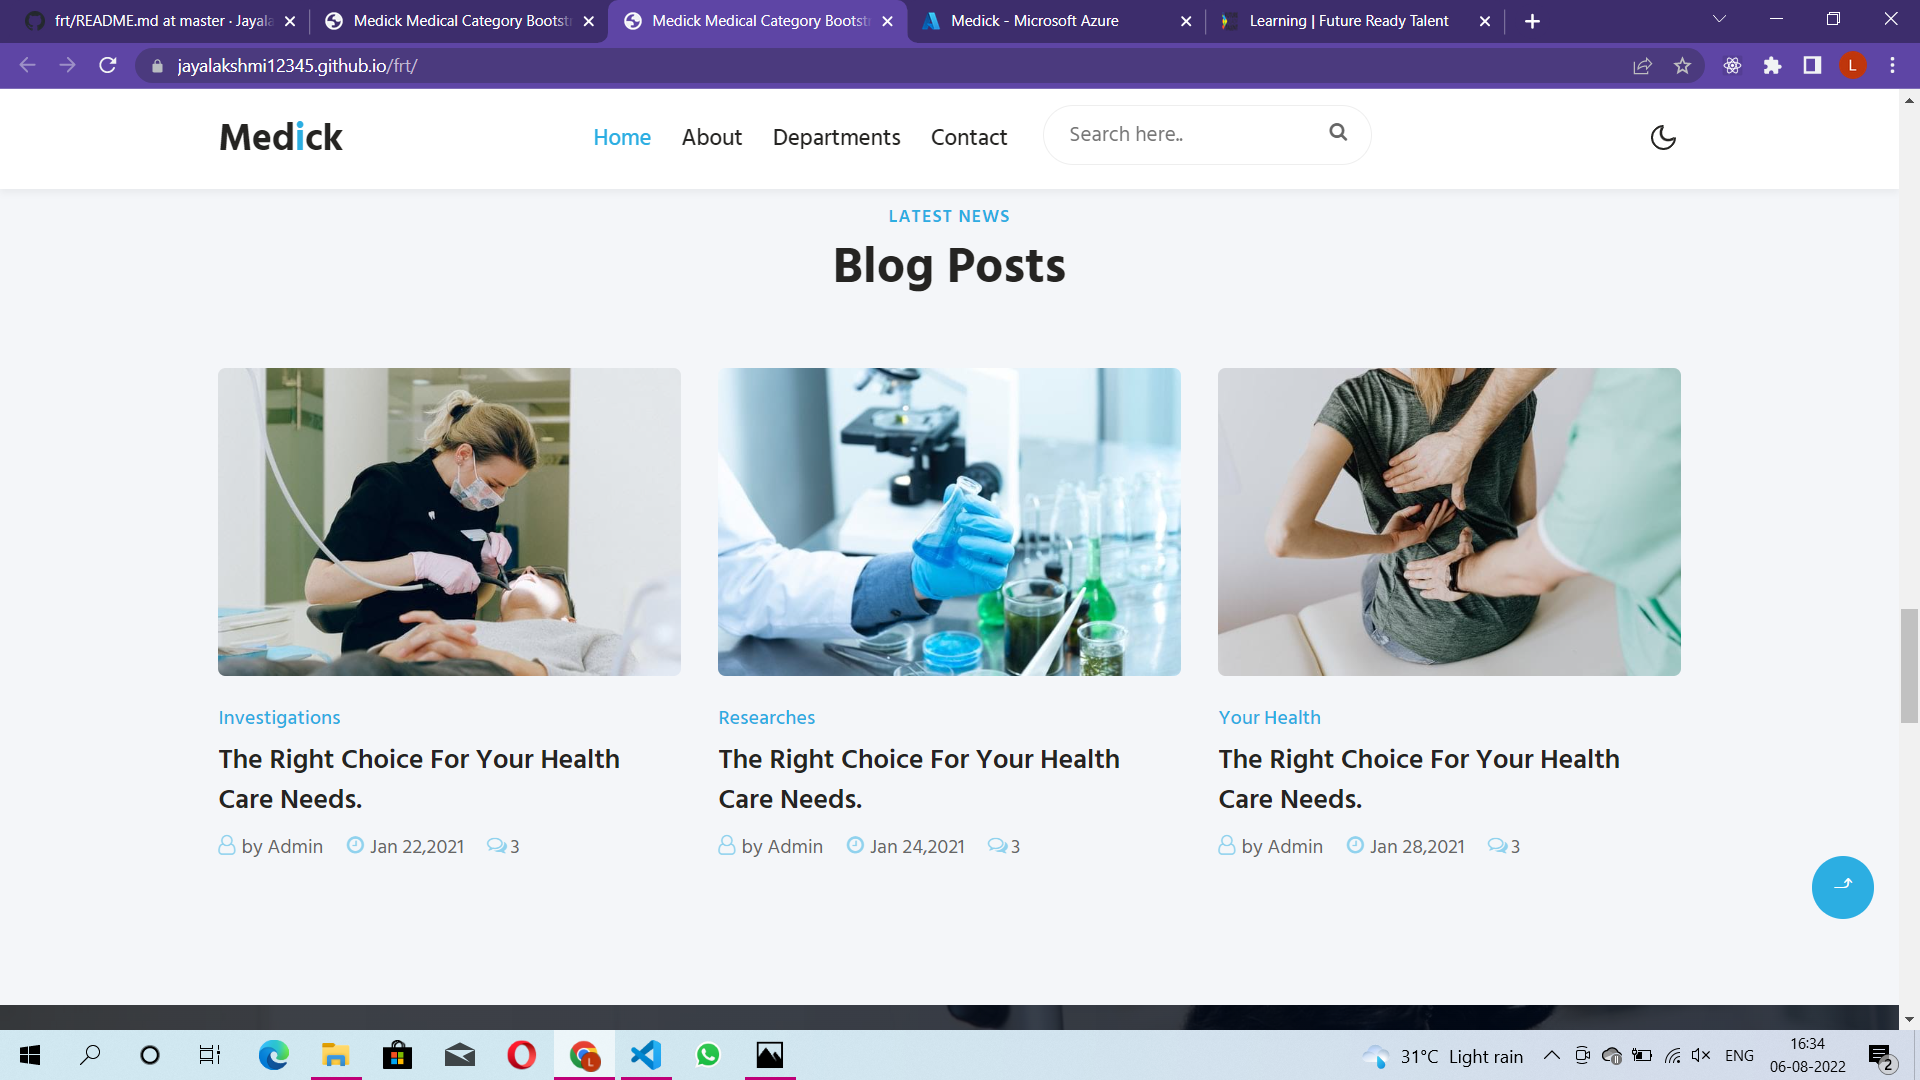 frt/README.md at master · Jayala
Medick Medical Category Bootst
Medick Medical Category Bootst
Medick - Microsoft Azure
Learning | Future Ready Talent
jayalakshmi12345.github.io/frt/
L
Medick
Home
About
Departments
Contact
Search here..
LATEST NEWS
Blog Posts
Investigations
The Right Choice For Your Health
Care Needs.
by Admin
Jan 22,2021
3
Researches
The Right Choice For Your Health
Care Needs.
by Admin
Jan 24,2021
3
Your Health
The Right Choice For Your Health
Care Needs.
by Admin
Jan 28,2021
3
L
31°C Light rain
ENG
16:34
06-08-2022
2